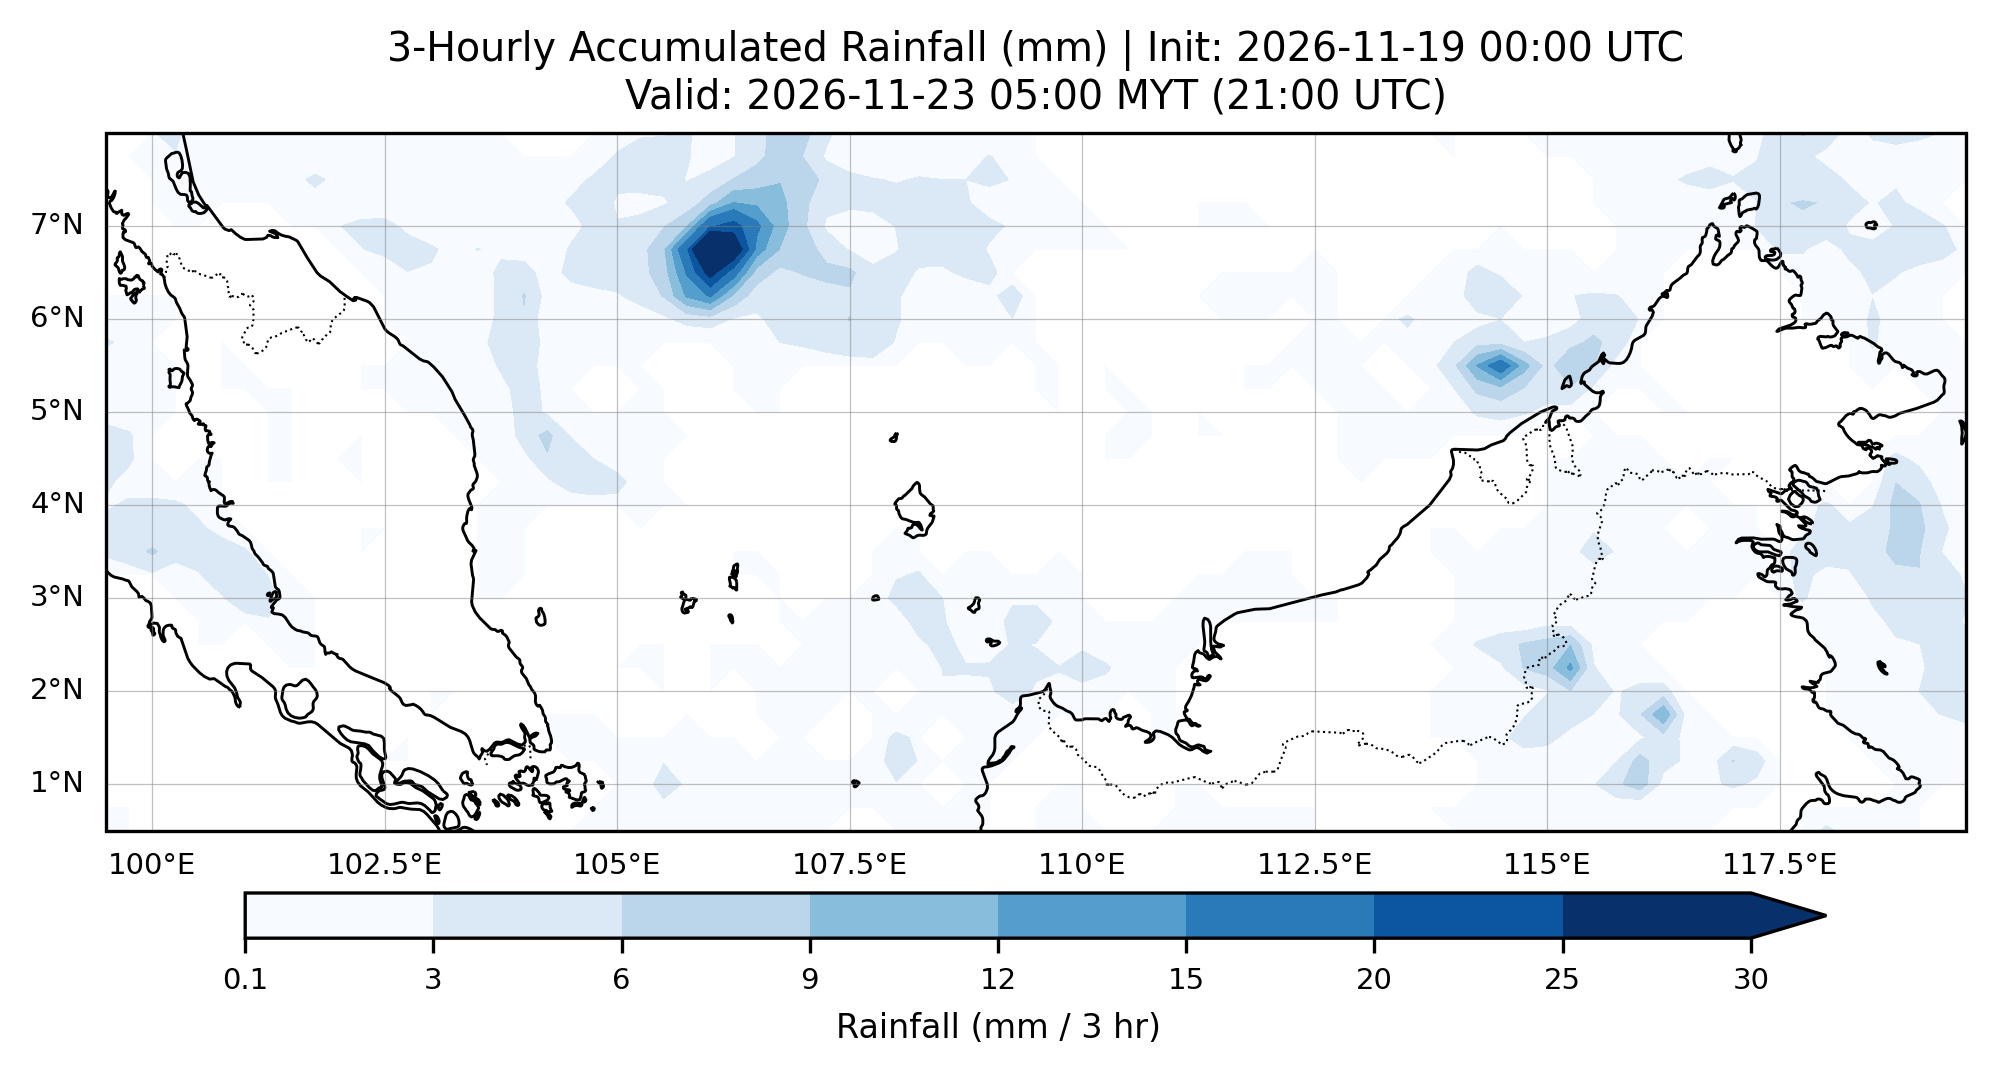 3-Hourly Accumulated Rainfall (mm) | Init: 2026-11-19 00:00 UTC
Valid: 2026-11-23 05:00 MYT (21:00 UTC)
7°N
6°N
5°N
4°N
3°N
2°N
1°N
100°E 102.5°E 105°E 107.5°E 110°E 112.5°E 115°E 117.5°E
0.1 3 6 9 12 15 20 25 30
Rainfall (mm / 3 hr)